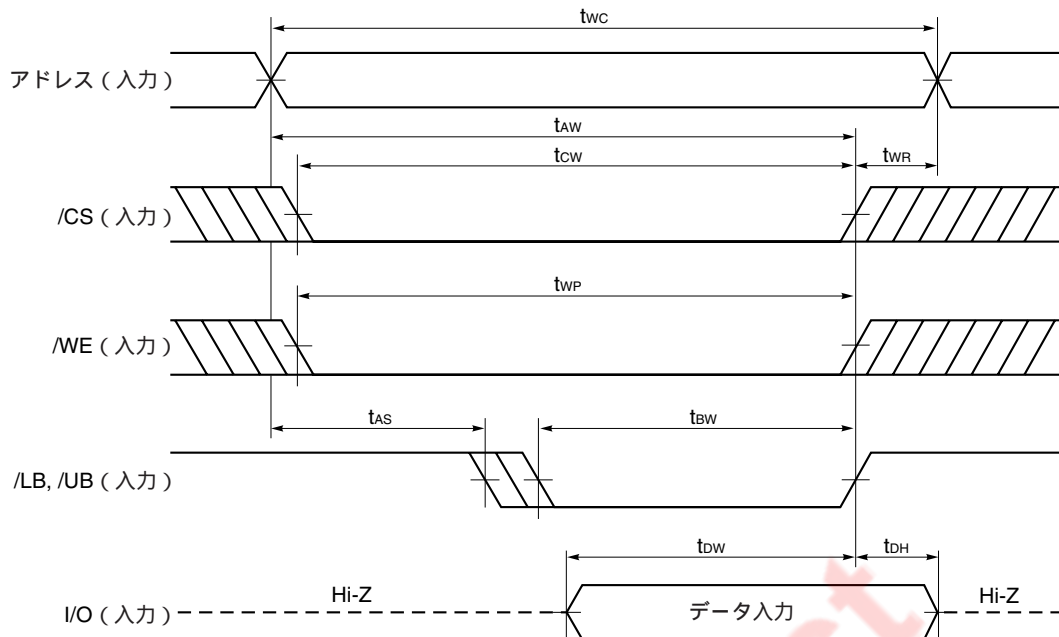 tWC
アドレス（入力）
tAW
tCW
tWR
/CS（入力）
tWP
/WE（入力）
tAS
tBW
/LB, /UB（入力）
tDW
tDH
Hi-Z
データ入力
Hi-Z
I/O（入力）